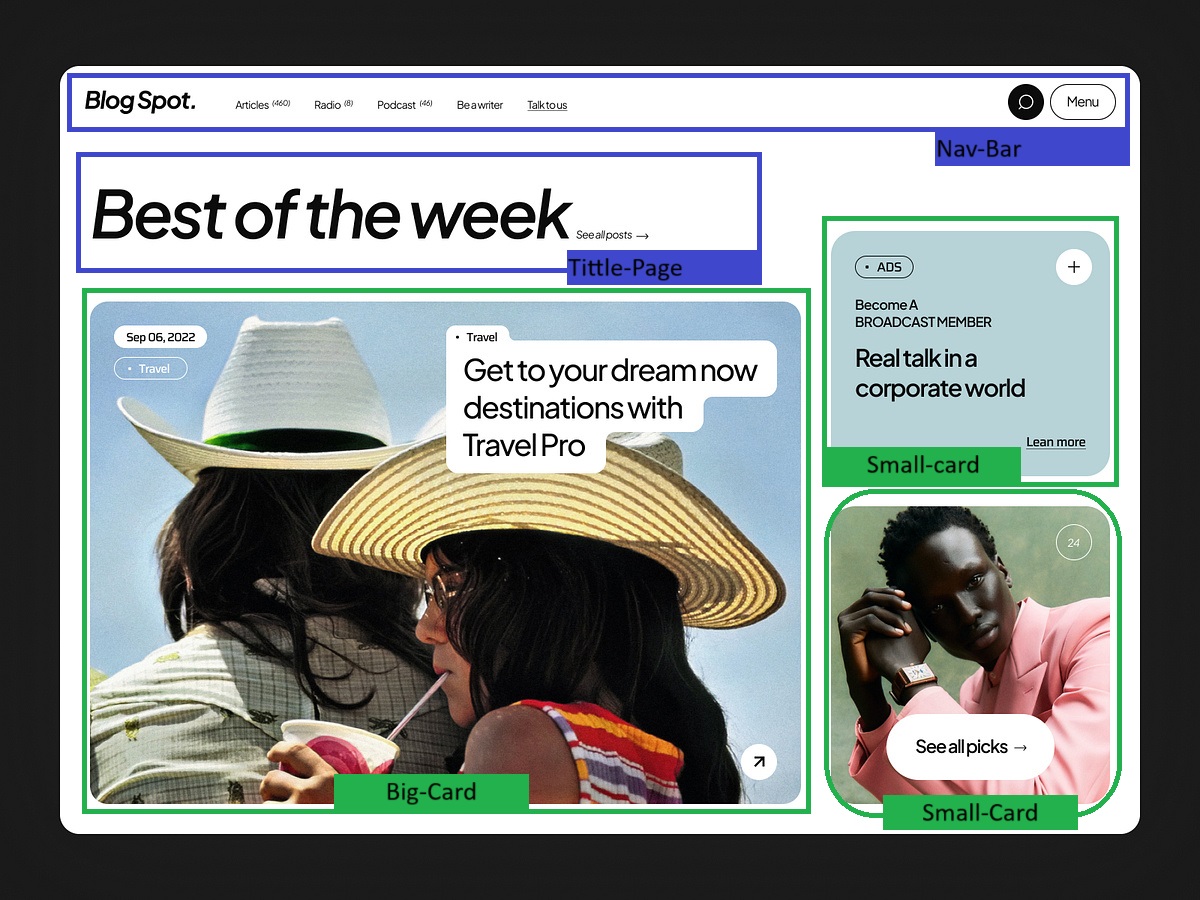 Blog Spot.
Articles (460)
Radio (8)
Podcast (46)
Be a writer
Talk to us
Menu
Nav-Bar
Best of the week
See all posts →
Tittle-Page
Sep 06, 2022
• Travel
• Travel
Get to your dream now
destinations with
Travel Pro
Big-Card
• ADS
Become A
BROADCAST MEMBER
Real talk in a
corporate world
Lean more
Small-card
24
See all picks →
Small-Card